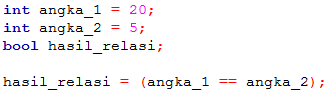 int angka_1 = 20;
int angka_2 = 5;
bool hasil_relasi;
hasil_relasi = (angka_1 == angka_2);